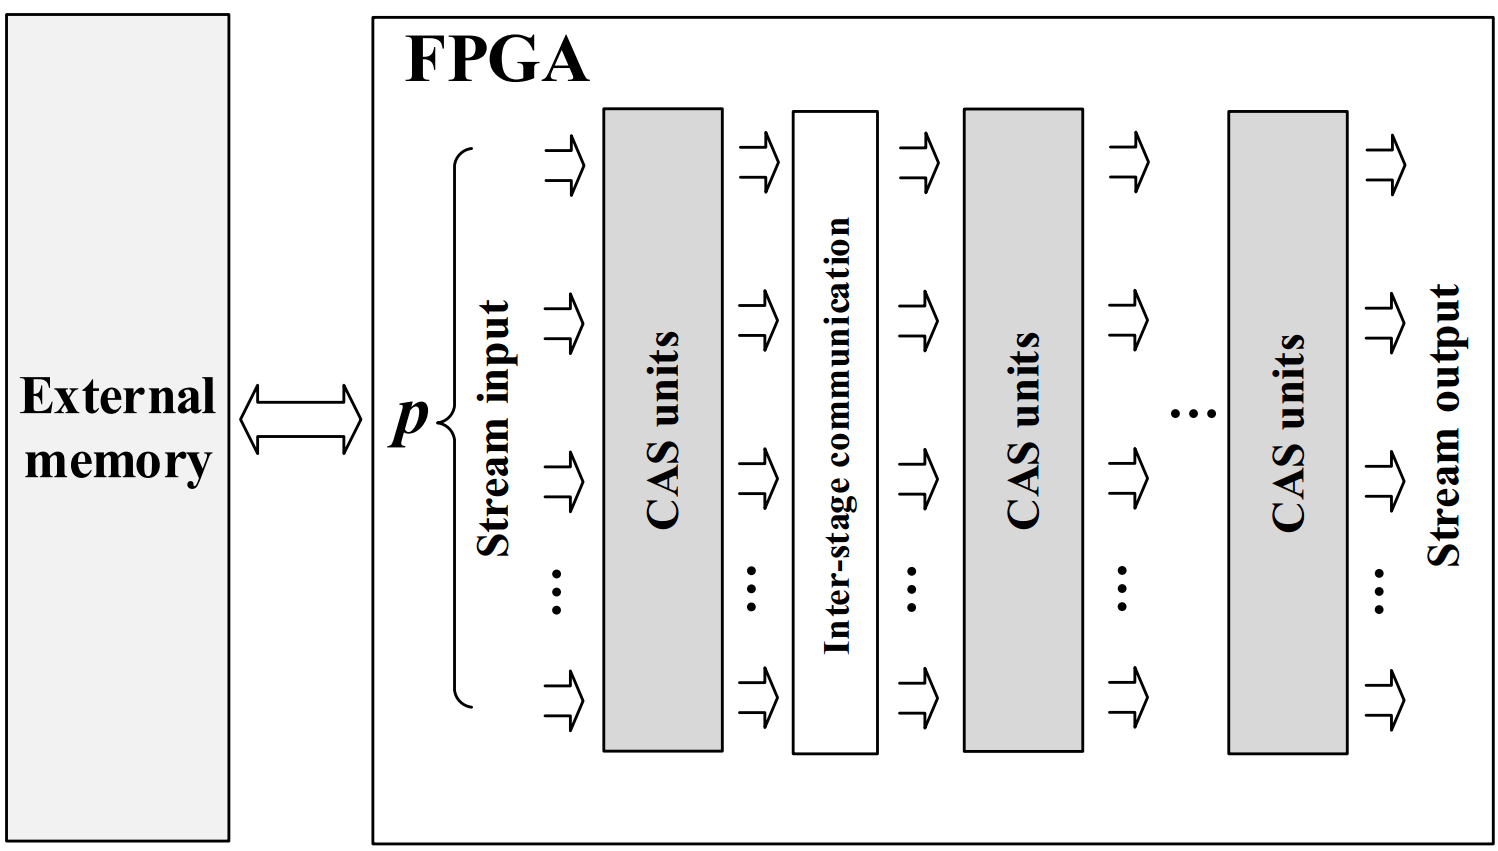 External
memory
FPGA
p
Stream input
CAS units
Inter-stage communication
CAS units
...
CAS units
Stream output